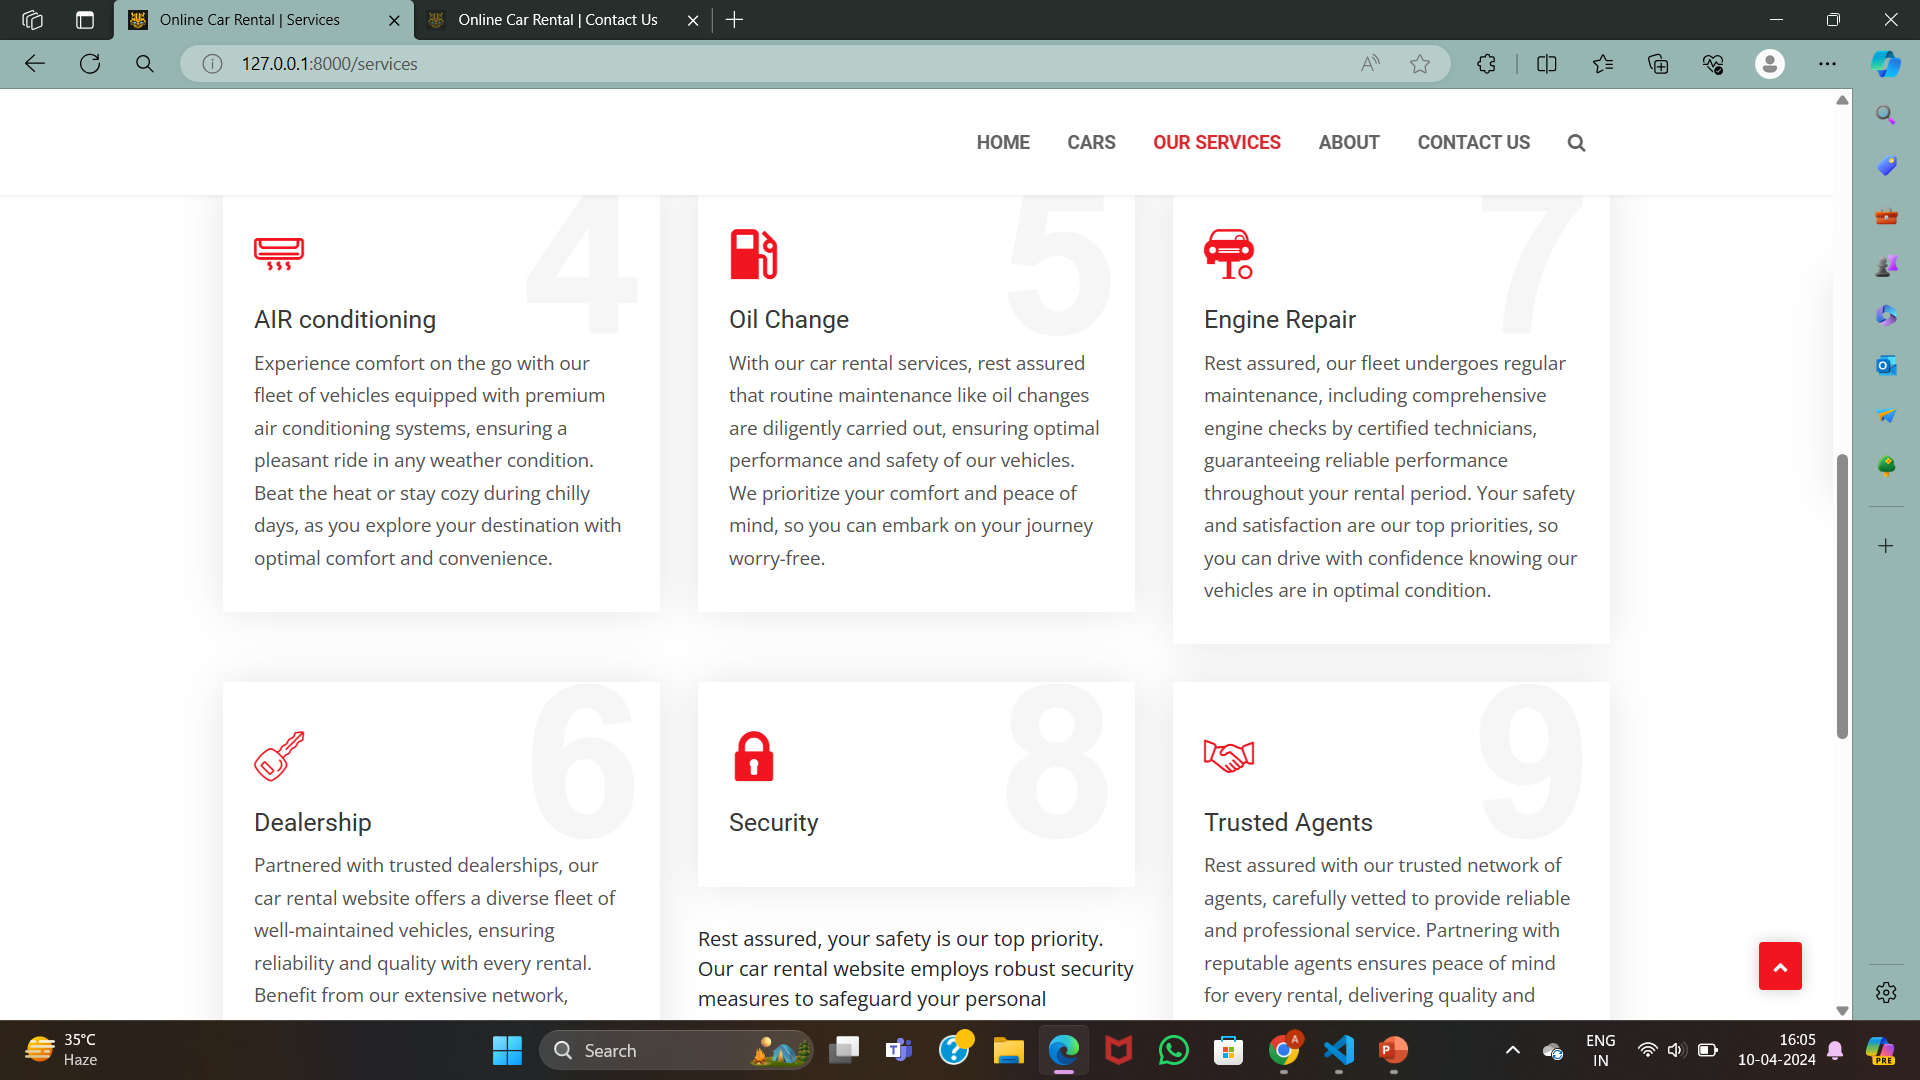 Online Car Rental | Services
Online Car Rental | Contact Us
127.0.0.1:8000/services
HOME CARS OUR SERVICES ABOUT CONTACT US
4
AIR conditioning
Experience comfort on the go with our
fleet of vehicles equipped with premium
air conditioning systems, ensuring a
pleasant ride in any weather condition.
Beat the heat or stay cozy during chilly
days, as you explore your destination with
optimal comfort and convenience.
5
Oil Change
With our car rental services, rest assured
that routine maintenance like oil changes
are diligently carried out, ensuring optimal
performance and safety of our vehicles.
We prioritize your comfort and peace of
mind, so you can embark on your journey
worry-free.
7
Engine Repair
Rest assured, our fleet undergoes regular
maintenance, including comprehensive
engine checks by certified technicians,
guaranteeing reliable performance
throughout your rental period. Your safety
and satisfaction are our top priorities, so
you can drive with confidence knowing our
vehicles are in optimal condition.
6
Dealership
Partnered with trusted dealerships, our
car rental website offers a diverse fleet of
well-maintained vehicles, ensuring
reliability and quality with every rental.
Benefit from our extensive network,
8
Security
Rest assured, your safety is our top priority.
Our car rental website employs robust security
measures to safeguard your personal
9
Trusted Agents
Rest assured with our trusted network of
agents, carefully vetted to provide reliable
and professional service. Partnering with
reputable agents ensures peace of mind
for every rental, delivering quality and
35°C
Haze
Search
A
ENG
IN
16:05
10-04-2024
PRE